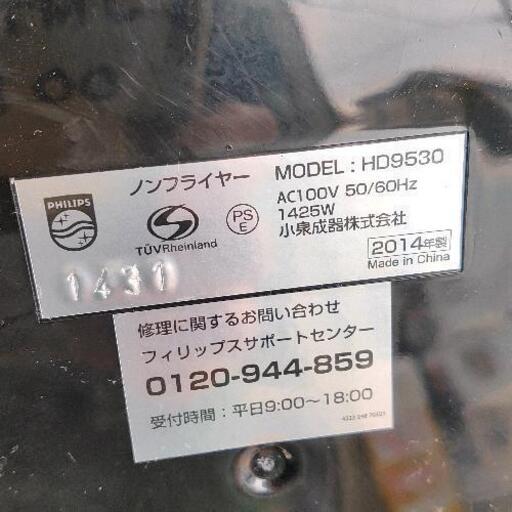 PHILIPS
ノンフライヤー
MODEL : HD9530
AC100V 50/60Hz
1425W
小泉成器株式会社
TÜVRheinland
PS
E
2014年製
Made in China
1431
修理に関するお問い合わせ
フィリップスサポートセンター
0120-944-859
受付時間：平日9:00～18:00